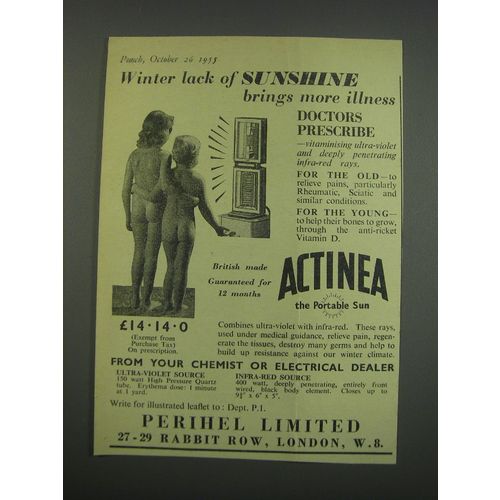 Punch, October 26 1955
Winter lack of SUNSHINE
brings more illness
DOCTORS
PRESCRIBE
—vitaminising ultra-violet
and deeply penetrating
infra-red rays.
FOR THE OLD—to
relieve pains, particularly
Rheumatic, Sciatic and
similar conditions.
FOR THE YOUNG—
to help their bones to grow,
through the anti-ricket
Vitamin D.
British made
Guaranteed for
12 months
ACTINEA
the Portable Sun
£14·14·0
(Exempt from
Purchase Tax)
On prescription.
Combines ultra-violet with infra-red. These rays,
used under medical guidance, relieve pain, regen-
erate the tissues, destroy many germs and help to
build up resistance against our winter climate.
FROM YOUR CHEMIST OR ELECTRICAL DEALER
ULTRA-VIOLET SOURCE
150 watt High Pressure Quartz
tube. Erythema dose: 1 minute
at 1 yard.
INFRA-RED SOURCE
400 watt, deeply penetrating, entirely front
wired, black body element. Closes up to
9½" x 6" x 5".
Write for illustrated leaflet to: Dept. P.1.
PERIHEL LIMITED
27-29 RABBIT ROW, LONDON, W.8.